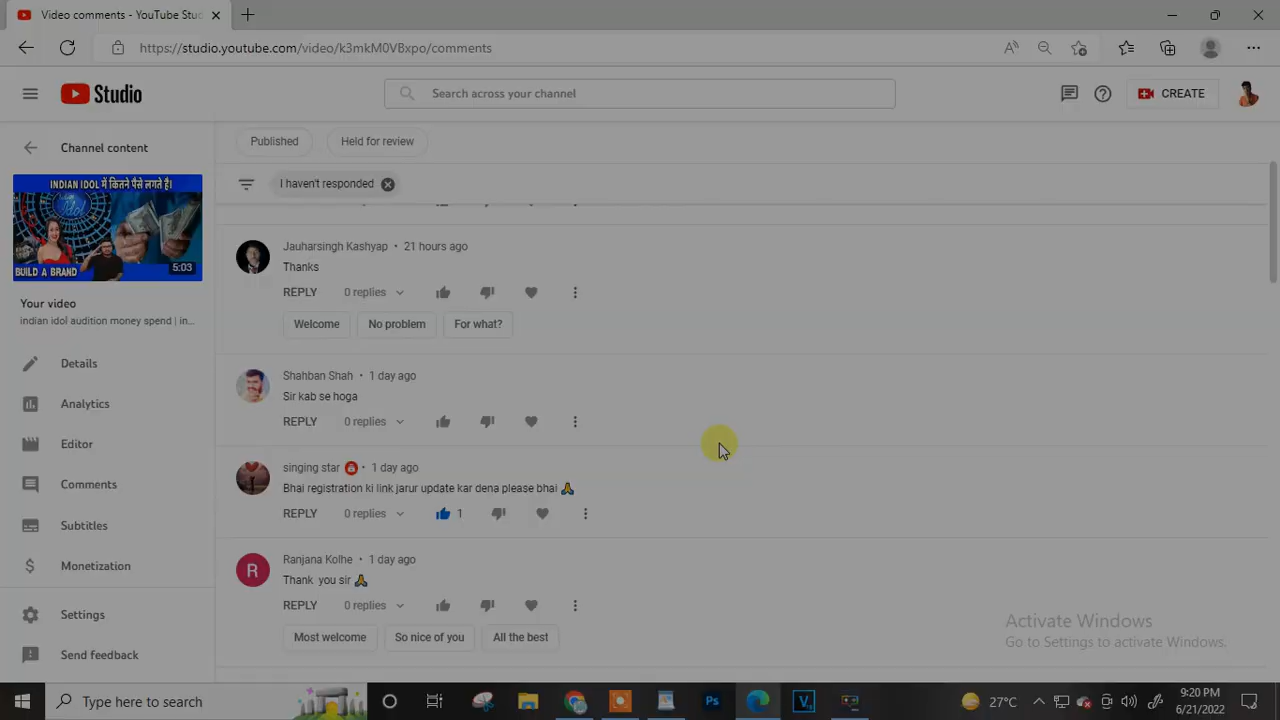 Video comments - YouTube Stu
https://studio.youtube.com/video/k3mkM0VBxpo/comments
Studio
Search across your channel
CREATE
Channel content
Published
Held for review
I haven't responded
INDIAN IDOL में कितने पैसे लगते है।
BUILD A BRAND
5:03
Your video
indian idol audition money spend | in...
Details
Analytics
Editor
Comments
Subtitles
Monetization
Settings
Send feedback
Jauharsingh Kashyap • 21 hours ago
Thanks
REPLY 0 replies
Welcome No problem For what?
Shahban Shah • 1 day ago
Sir kab se hoga
REPLY 0 replies
singing star • 1 day ago
Bhai registration ki link jarur update kar dena please bhai 🙏
REPLY 0 replies 1
R
Ranjana Kolhe • 1 day ago
Thank you sir 🙏
REPLY 0 replies
Most welcome So nice of you All the best
Activate Windows
Go to Settings to activate Windows.
Type here to search
Ps
27°C
9:20 PM
6/21/2022